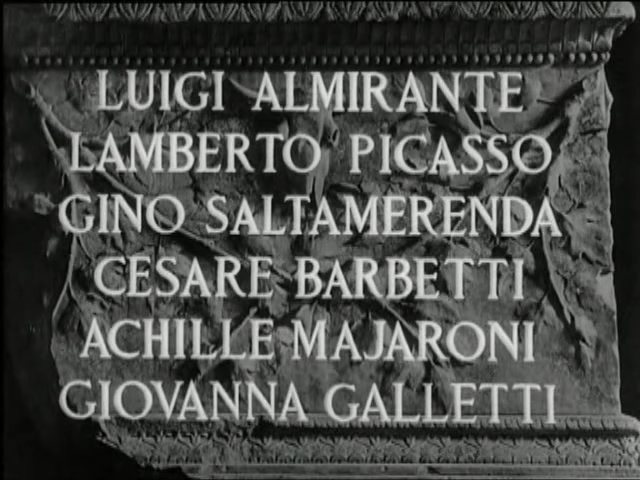 LUIGI ALMIRANTE
LAMBERTO PICASSO
GINO SALTAMERENDA
CESARE BARBETTI
ACHILLE MAJARONI
GIOVANNA GALLETTI